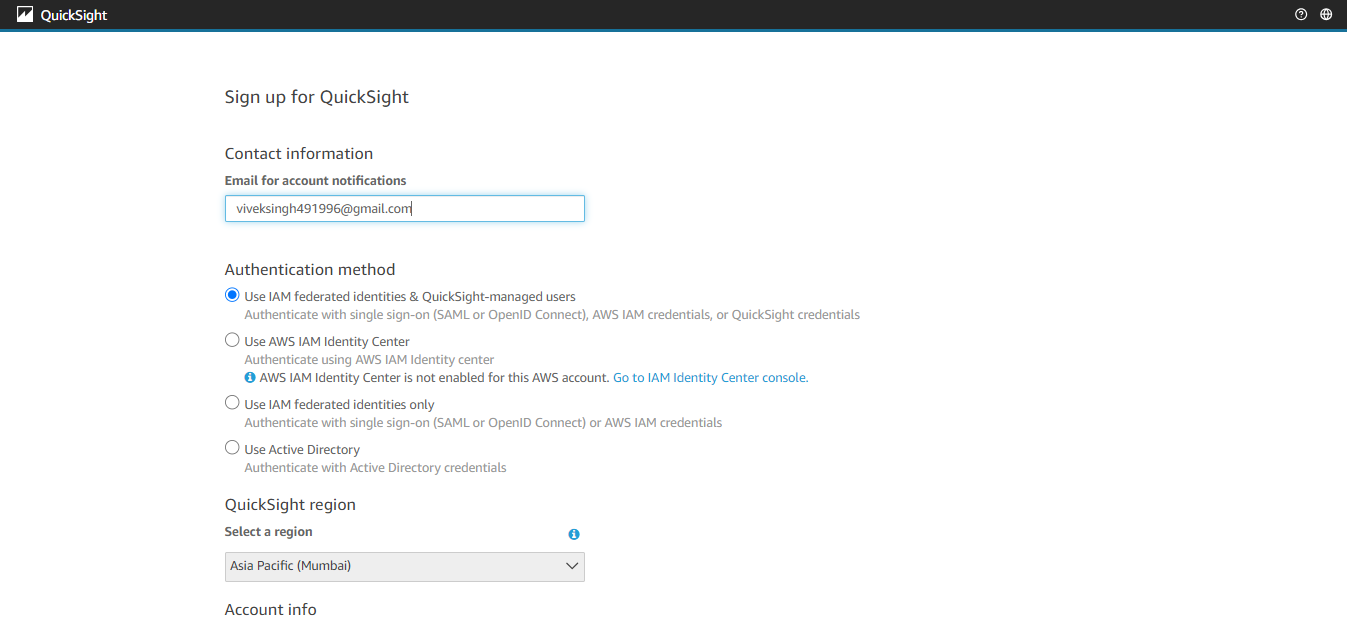 QuickSight
Sign up for QuickSight
Contact information
Email for account notifications
viveksingh491996@gmail.com
Authentication method
Use IAM federated identities & QuickSight-managed users
Authenticate with single sign-on (SAML or OpenID Connect), AWS IAM credentials, or QuickSight credentials
Use AWS IAM Identity Center
Authenticate using AWS IAM Identity center
AWS IAM Identity Center is not enabled for this AWS account. Go to IAM Identity Center console.
Use IAM federated identities only
Authenticate with single sign-on (SAML or OpenID Connect) or AWS IAM credentials
Use Active Directory
Authenticate with Active Directory credentials
QuickSight region
Select a region
Asia Pacific (Mumbai)
Account info